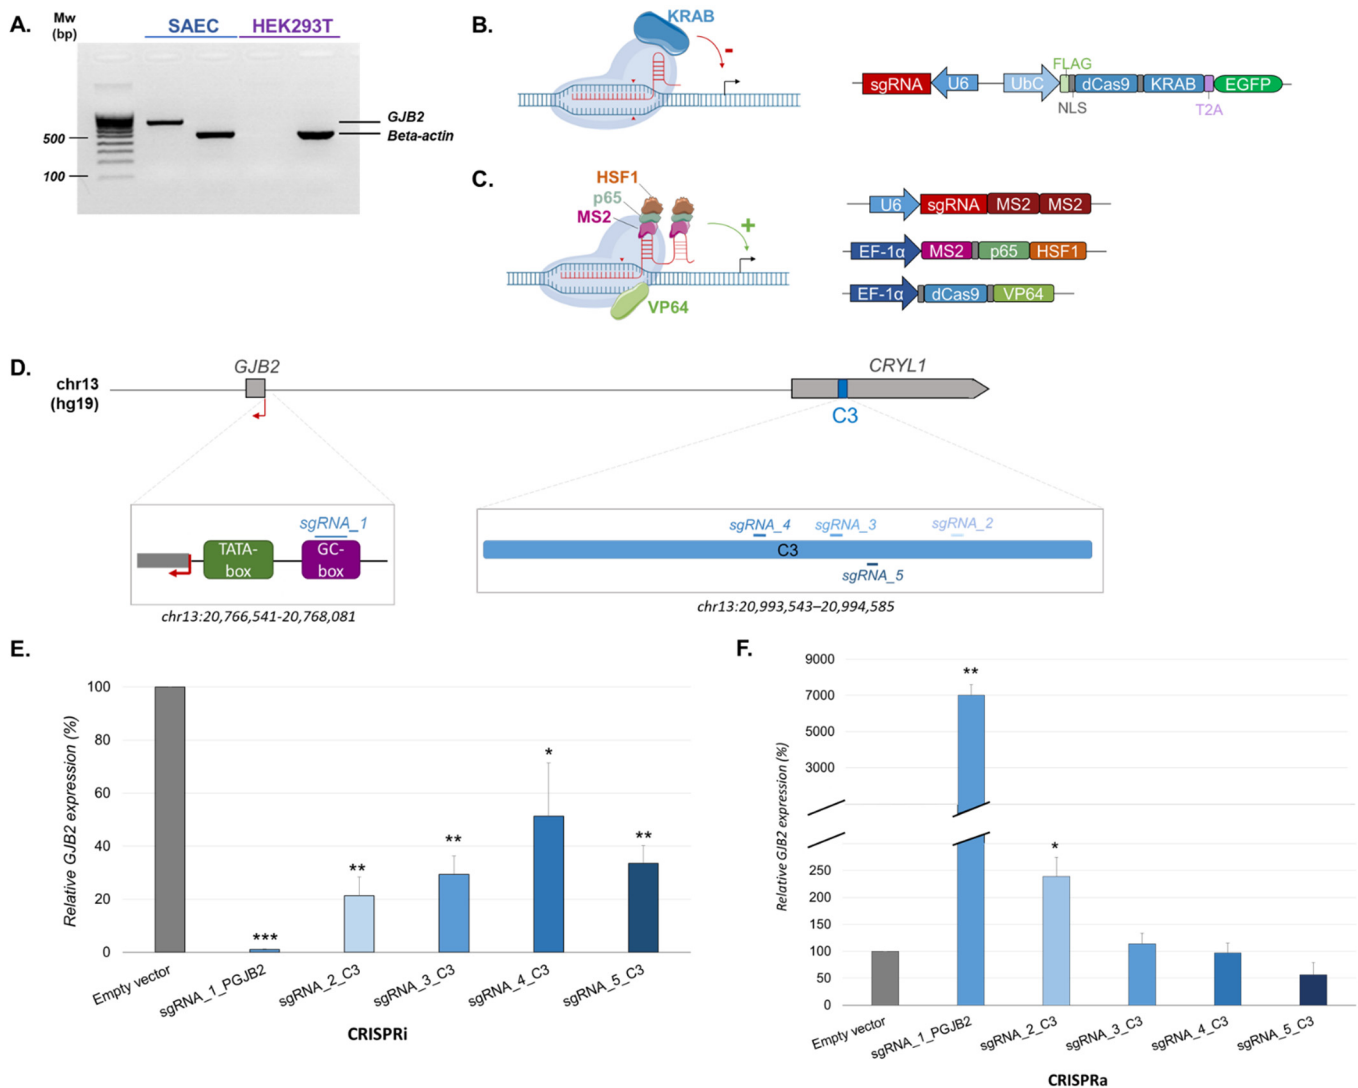 A.
Mw
(bp)
SAEC
HEK293T
500
100
GJB2
Beta-actin
B.
KRAB
-
sgRNA
U6
UbC
FLAG
NLS
dCas9
KRAB
T2A
EGFP
C.
HSF1
p65
MS2
+
VP64
U6
sgRNA
MS2
MS2
EF-1α
MS2
p65
HSF1
EF-1α
dCas9
VP64
D.
chr13
(hg19)
GJB2
CRYL1
C3
sgRNA_1
TATA-
box
GC-
box
chr13:20,766,541-20,768,081
sgRNA_4
sgRNA_3
sgRNA_2
C3
sgRNA_5
chr13:20,993,543–20,994,585
E.
Relative GJB2 expression (%)
100
80
60
40
20
0
***
**
**
*
**
Empty vector
sgRNA_1_PGJB2
sgRNA_2_C3
sgRNA_3_C3
sgRNA_4_C3
sgRNA_5_C3
CRISPRi
F.
Relative GJB2 expression (%)
9000
7000
5000
3000
250
200
150
100
50
0
**
*
Empty vector
sgRNA_1_PGJB2
sgRNA_2_C3
sgRNA_3_C3
sgRNA_4_C3
sgRNA_5_C3
CRISPRa